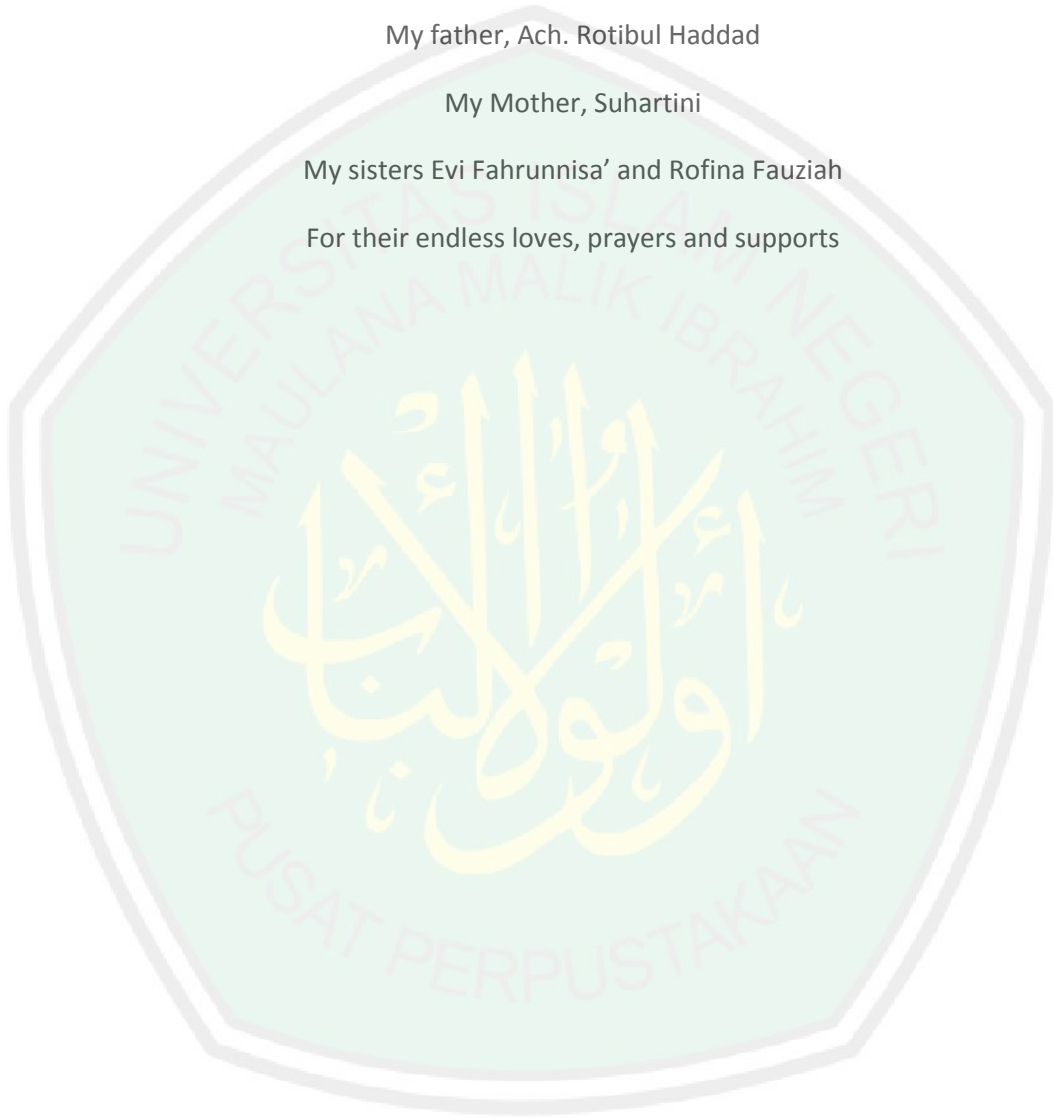 My father, Ach. Rotibul Haddad
My Mother, Suhartini
My sisters Evi Fahrunnisa’ and Rofina Fauziah
For their endless loves, prayers and supports
UNIVERSITAS ISLAM NEGERI
MAULANA MALIK IBRAHIM
أولوا الألباب
PUSAT PERPUSTAKAAN